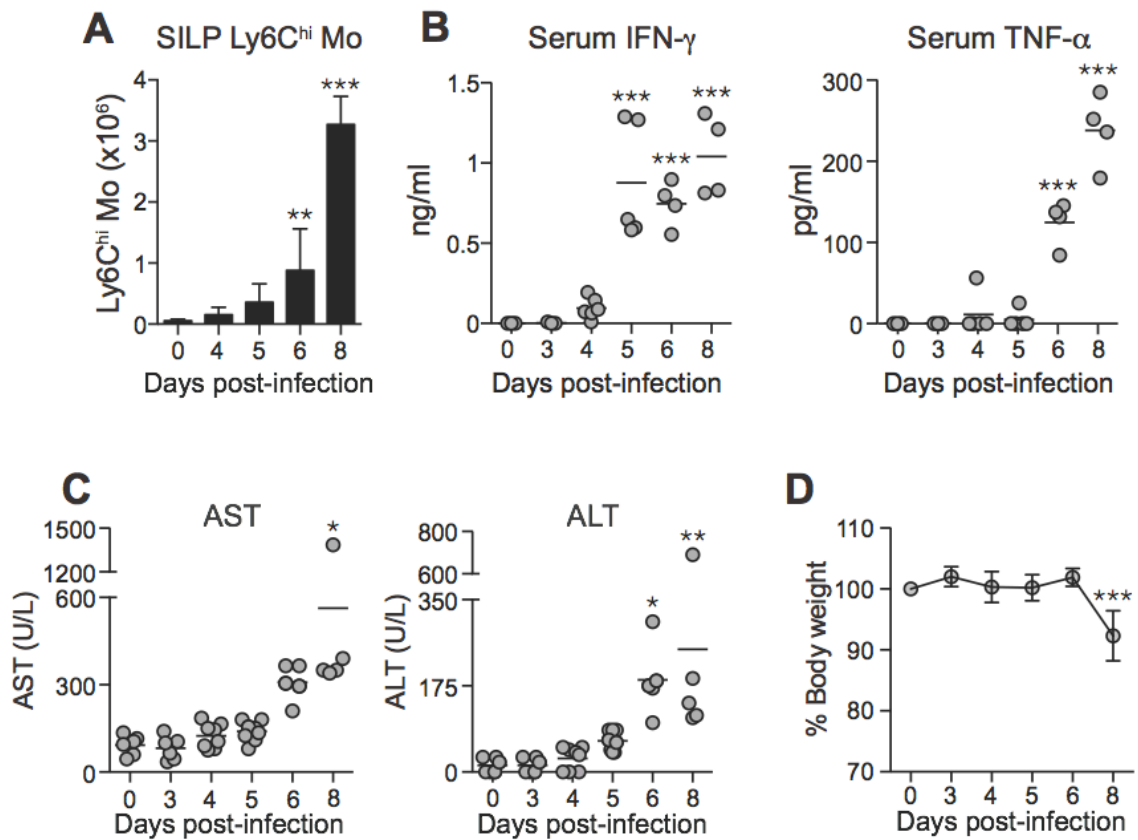 A
SILP Ly6Chi Mo
Ly6Chi Mo (x10⁶)
4
3
2
1
0
**
***
0 4 5 6 8
Days post-infection
B
Serum IFN-γ
ng/ml
1.5
1
0.5
0
***
***
***
0 3 4 5 6 8
Days post-infection
Serum TNF-α
pg/ml
300
200
100
0
***
***
0 3 4 5 6 8
Days post-infection
C
AST
AST (U/L)
1500
1200
600
300
0
*
0 3 4 5 6 8
Days post-infection
ALT
ALT (U/L)
800
600
350
175
0
*
**
0 3 4 5 6 8
Days post-infection
D
% Body weight
110
100
90
80
70
***
0 3 4 5 6 8
Days post-infection